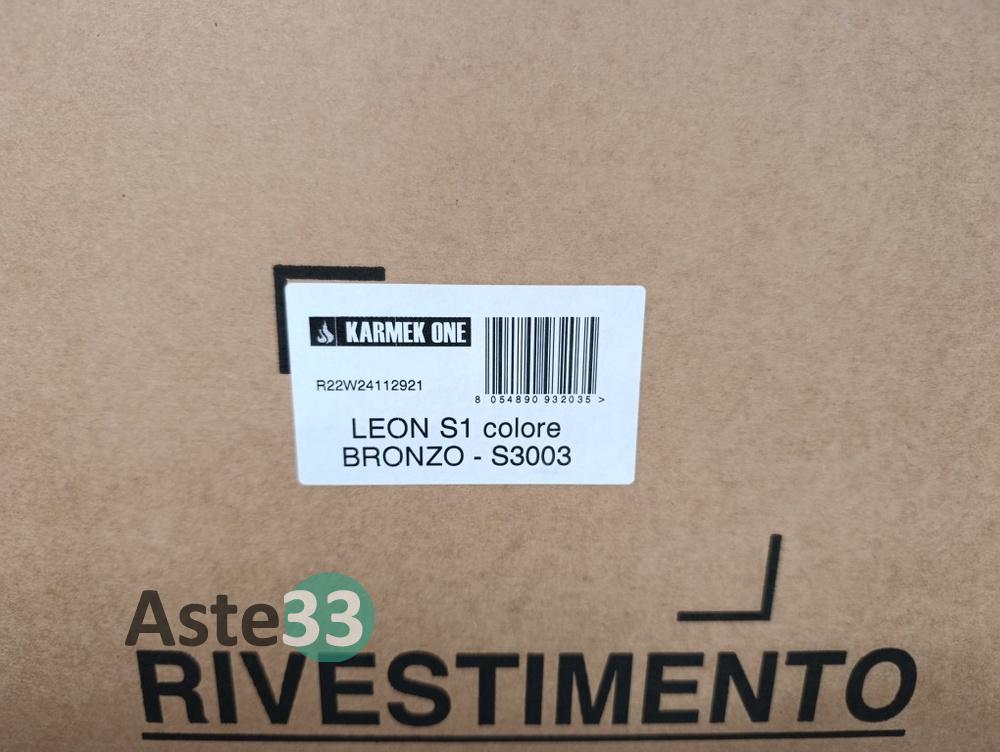 KARMEK ONE
R22W24112921
8 054890 932035 >
LEON S1 colore
BRONZO - S3003
Aste33
RIVESTIMENTO